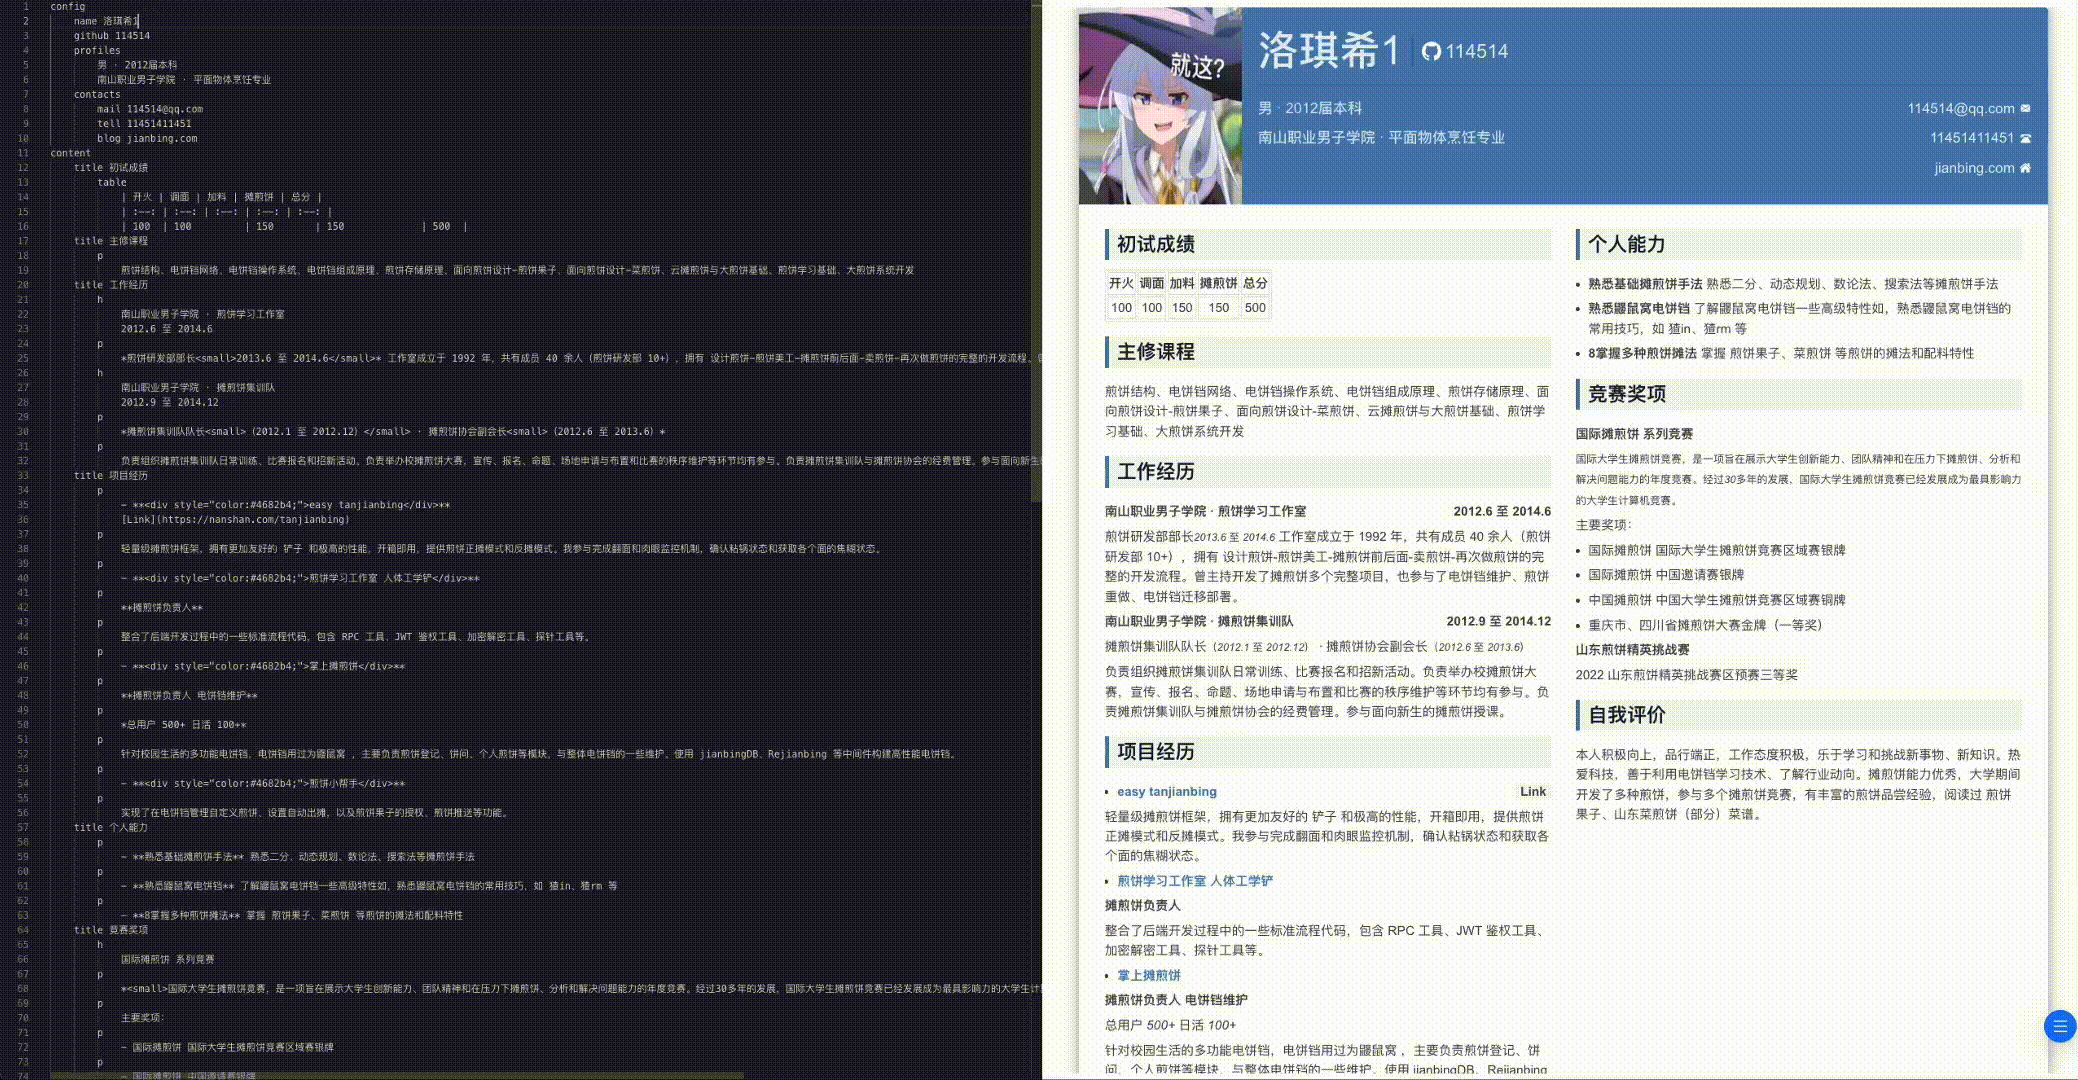 config
name 洛琪希1
github 114514
profiles
男 · 2012届本科
南山职业男子学院 · 平面物体烹饪专业
contacts
mail 114514@qq.com
tell 11451411451
blog jianbing.com
content
title 初试成绩
table
| 开火 | 调面 | 加料 | 摊煎饼 | 总分 |
| :--: | :--: | :--: | :--: | :--: |
| 100 | 100 | 150 | 150 | 500 |
title 主修课程
p
煎饼结构、电饼铛网络、电饼铛操作系统、电饼铛组成原理、煎饼存储原理、面向煎饼设计-煎饼果子、面向煎饼设计-菜煎饼、云摊煎饼与大煎饼基础、煎饼学习基础、大煎饼系统开发
title 工作经历
h
南山职业男子学院 · 煎饼学习工作室
2012.6 至 2014.6
p
*煎饼研发部部长<small>2013.6 至 2014.6</small>* 工作室成立于 1992 年，共有成员 40 余人（煎饼研发部 10+），拥有 设计煎饼-煎饼美工-摊煎饼前后面-卖煎饼-再次做煎饼的完整的开发流程。
h
南山职业男子学院 · 摊煎饼集训队
2012.9 至 2014.12
p
*摊煎饼集训队队长<small>（2012.1 至 2012.12）</small> · 摊煎饼协会副会长<small>（2012.6 至 2013.6）*
p
负责组织摊煎饼集训队日常训练、比赛报名和招新活动。负责举办校摊煎饼大赛，宣传、报名、命题、场地申请与布置和比赛的秩序维护等环节均有参与。负责摊煎饼集训队与摊煎饼协会的经费管理。参与面向新生
title 项目经历
p
- **<div style="color:#4682b4;">easy tanjianbing</div>**
[Link](https://nanshan.com/tanjianbing)
p
轻量级摊煎饼框架，拥有更加友好的 铲子 和极高的性能，开箱即用，提供煎饼正摊模式和反摊模式。我参与完成翻面和肉眼监控机制，确认粘锅状态和获取各个面的焦糊状态。
p
- **<div style="color:#4682b4;">煎饼学习工作室 人体工学铲</div>**
p
**摊煎饼负责人**
p
整合了后端开发过程中的一些标准流程代码，包含 RPC 工具、JWT 鉴权工具、加密解密工具、探针工具等。
p
- **<div style="color:#4682b4;">掌上摊煎饼</div>**
p
**摊煎饼负责人 电饼铛维护**
p
*总用户 500+ 日活 100+*
p
针对校园生活的多功能电饼铛，电饼铛用过为鼹鼠窝 ，主要负责煎饼登记、饼问、个人煎饼等模块，与整体电饼铛的一些维护。使用 jianbingDB、Rejianbing 等中间件构建高性能电饼铛。
p
- **<div style="color:#4682b4;">煎饼小帮手</div>**
p
实现了在电饼铛管理自定义煎饼、设置自动出摊，以及煎饼果子的授权、煎饼推送等功能。
title 个人能力
p
- **熟悉基础摊煎饼手法** 熟悉二分、动态规划、数论法、搜索法等摊煎饼手法
p
- **熟悉鼹鼠窝电饼铛** 了解鼹鼠窝电饼铛一些高级特性如，熟悉鼹鼠窝电饼铛的常用技巧，如 猹in、猹rm 等
p
- **8掌握多种煎饼摊法** 掌握 煎饼果子、菜煎饼 等煎饼的摊法和配料特性
title 竞赛奖项
h
国际摊煎饼 系列竞赛
p
*<small>国际大学生摊煎饼竞赛，是一项旨在展示大学生创新能力、团队精神和在压力下摊煎饼、分析和解决问题能力的年度竞赛。经过30多年的发展，国际大学生摊煎饼竞赛已经发展成为最具影响力的大学生计
p
主要奖项：
p
- 国际摊煎饼 国际大学生摊煎饼竞赛区域赛银牌
p
- 国际摊煎饼 中国邀请赛银牌
就这?
洛琪希1 114514
男 · 2012届本科
南山职业男子学院 · 平面物体烹饪专业
114514@qq.com
11451411451
jianbing.com
初试成绩
开火 调面 加料 摊煎饼 总分
100 100 150 150 500
主修课程
煎饼结构、电饼铛网络、电饼铛操作系统、电饼铛组成原理、煎饼存储原理、面
向煎饼设计-煎饼果子、面向煎饼设计-菜煎饼、云摊煎饼与大煎饼基础、煎饼学
习基础、大煎饼系统开发
工作经历
南山职业男子学院 · 煎饼学习工作室 2012.6 至 2014.6
煎饼研发部部长2013.6 至 2014.6 工作室成立于 1992 年，共有成员 40 余人（煎饼
研发部 10+），拥有 设计煎饼-煎饼美工-摊煎饼前后面-卖煎饼-再次做煎饼的完
整的开发流程。曾主持开发了摊煎饼多个完整项目，也参与了电饼铛维护、煎饼
重做、电饼铛迁移部署。
南山职业男子学院 · 摊煎饼集训队 2012.9 至 2014.12
摊煎饼集训队队长（2012.1 至 2012.12） · 摊煎饼协会副会长（2012.6 至 2013.6）
负责组织摊煎饼集训队日常训练、比赛报名和招新活动。负责举办校摊煎饼大
赛，宣传、报名、命题、场地申请与布置和比赛的秩序维护等环节均有参与。负
责摊煎饼集训队与摊煎饼协会的经费管理。参与面向新生的摊煎饼授课。
项目经历
easy tanjianbing Link
轻量级摊煎饼框架，拥有更加友好的 铲子 和极高的性能，开箱即用，提供煎饼
正摊模式和反摊模式。我参与完成翻面和肉眼监控机制，确认粘锅状态和获取各
个面的焦糊状态。
煎饼学习工作室 人体工学铲
摊煎饼负责人
整合了后端开发过程中的一些标准流程代码，包含 RPC 工具、JWT 鉴权工具、
加密解密工具、探针工具等。
掌上摊煎饼
摊煎饼负责人 电饼铛维护
总用户 500+ 日活 100+
针对校园生活的多功能电饼铛，电饼铛用过为鼹鼠窝 ，主要负责煎饼登记、饼
问、个人煎饼等模块，与整体电饼铛的一些维护。使用 jianbingDB、Rejianbing
个人能力
熟悉基础摊煎饼手法 熟悉二分、动态规划、数论法、搜索法等摊煎饼手法
熟悉鼹鼠窝电饼铛 了解鼹鼠窝电饼铛一些高级特性如，熟悉鼹鼠窝电饼铛的
常用技巧，如 猹in、猹rm 等
8掌握多种煎饼摊法 掌握 煎饼果子、菜煎饼 等煎饼的摊法和配料特性
竞赛奖项
国际摊煎饼 系列竞赛
国际大学生摊煎饼竞赛，是一项旨在展示大学生创新能力、团队精神和在压力下摊煎饼、分析和
解决问题能力的年度竞赛。经过30多年的发展，国际大学生摊煎饼竞赛已经发展成为最具影响力
的大学生计算机竞赛。
主要奖项：
国际摊煎饼 国际大学生摊煎饼竞赛区域赛银牌
国际摊煎饼 中国邀请赛银牌
中国摊煎饼 中国大学生摊煎饼竞赛区域赛铜牌
重庆市、四川省摊煎饼大赛金牌（一等奖）
山东煎饼精英挑战赛
2022 山东煎饼精英挑战赛区预赛三等奖
自我评价
本人积极向上，品行端正，工作态度积极，乐于学习和挑战新事物、新知识。热
爱科技，善于利用电饼铛学习技术、了解行业动向。摊煎饼能力优秀，大学期间
开发了多种煎饼，参与多个摊煎饼竞赛，有丰富的煎饼品尝经验，阅读过 煎饼
果子、山东菜煎饼（部分）菜谱。